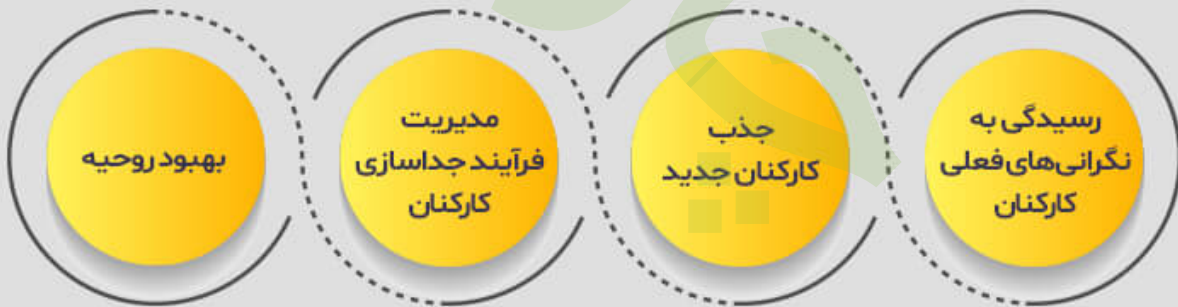 رسیدگی به
نگرانی‌های فعلی
کارکنان
جذب
کارکنان جدید
مدیریت
فرآیند جداسازی
کارکنان
بهبود روحیه